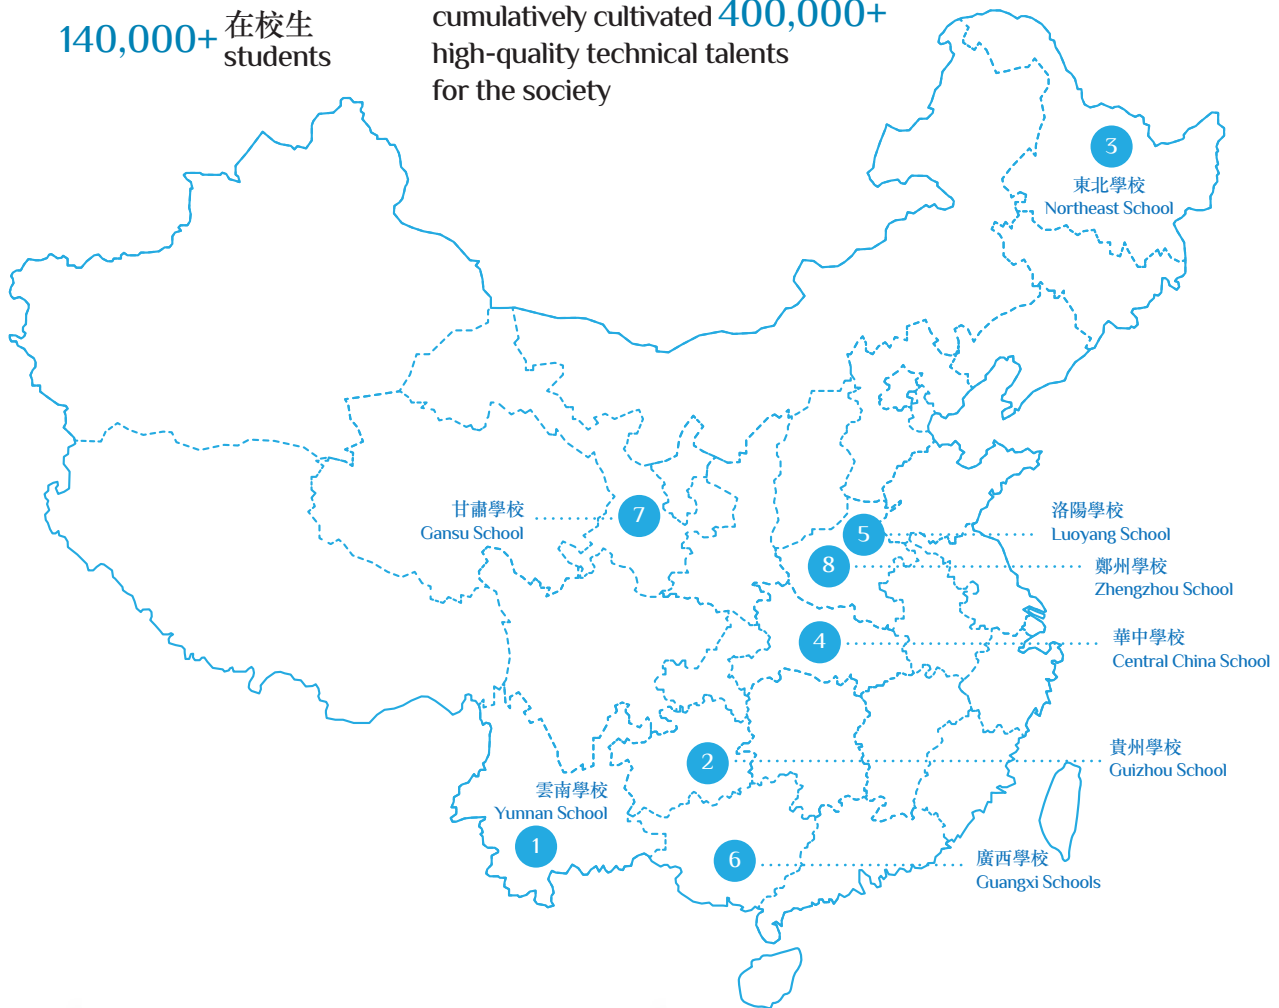 140,000+ 在校生
students
cumulatively cultivated 400,000+
high-quality technical talents
for the society
3
東北學校
Northeast School
甘肅學校
Gansu School
7
洛陽學校
Luoyang School
5
鄭州學校
Zhengzhou School
8
華中學校
Central China School
4
貴州學校
Guizhou School
2
雲南學校
Yunnan School
1
廣西學校
Guangxi Schools
6